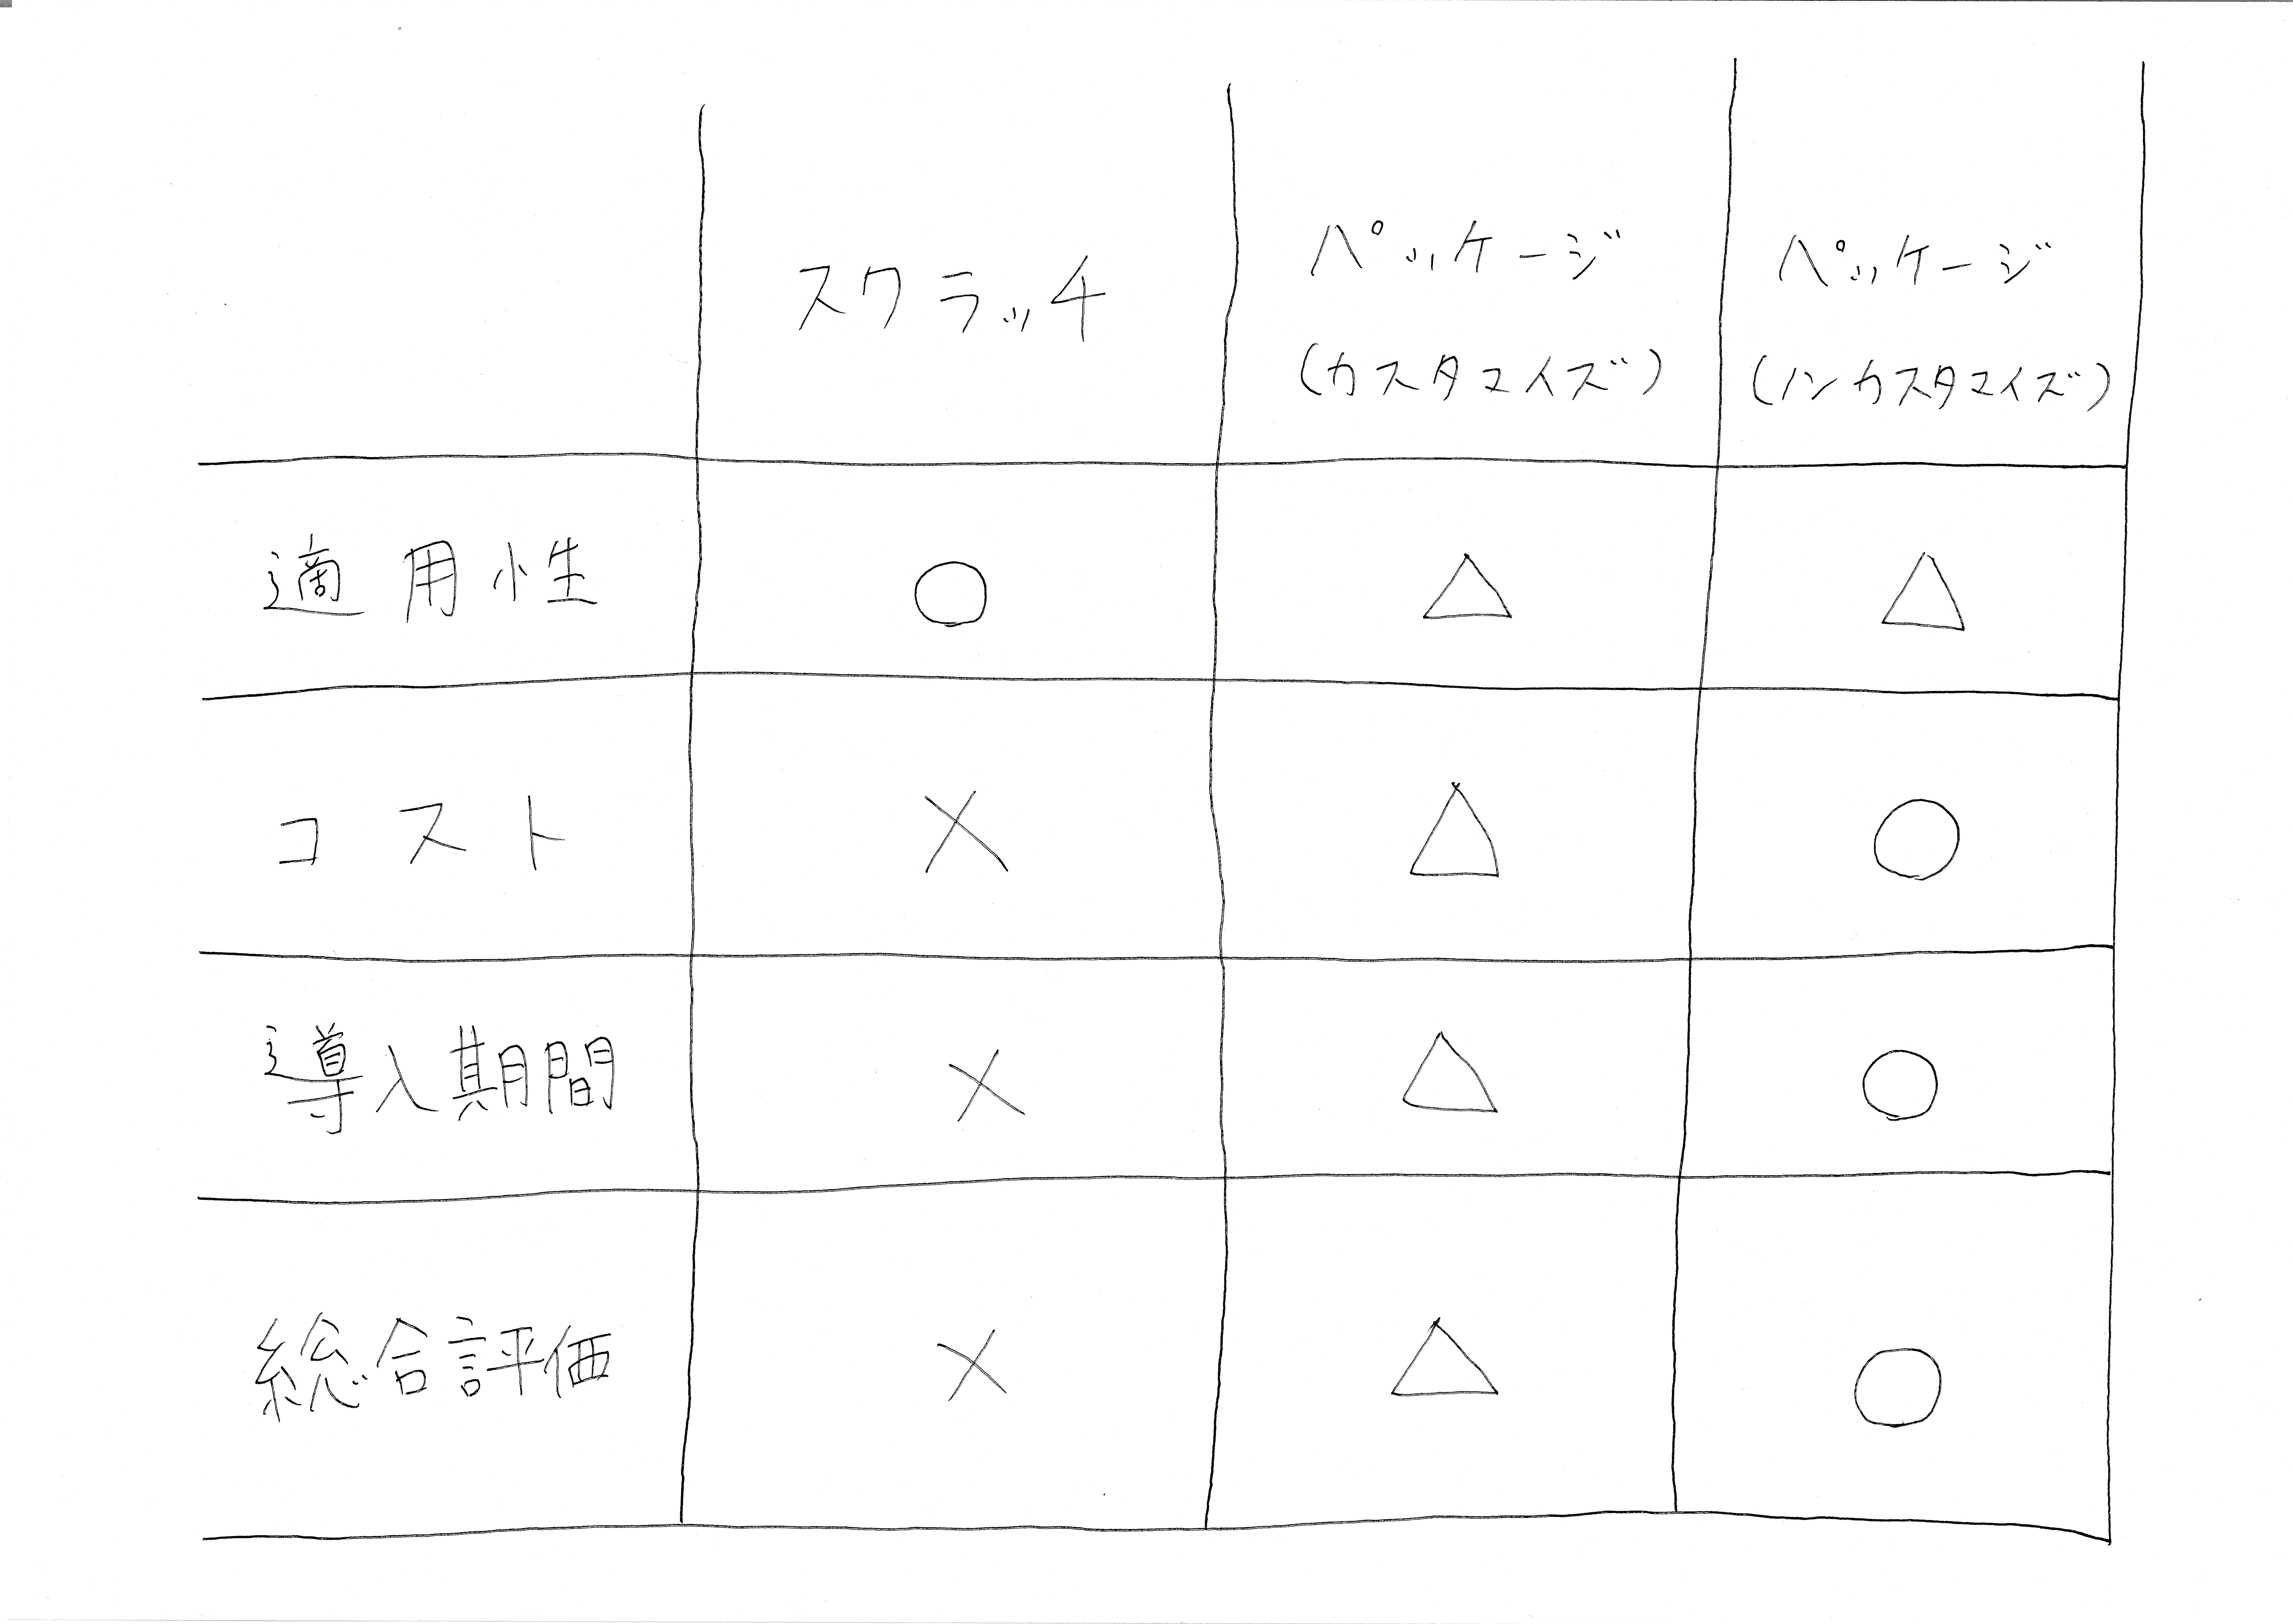 スクラッチ
パッケージ
(カスタマイズ)
パッケージ
(ノンカスタマイズ)
適用性 ○ △ △
コスト × △ ○
導入期間 × △ ○
総合評価 × △ ○